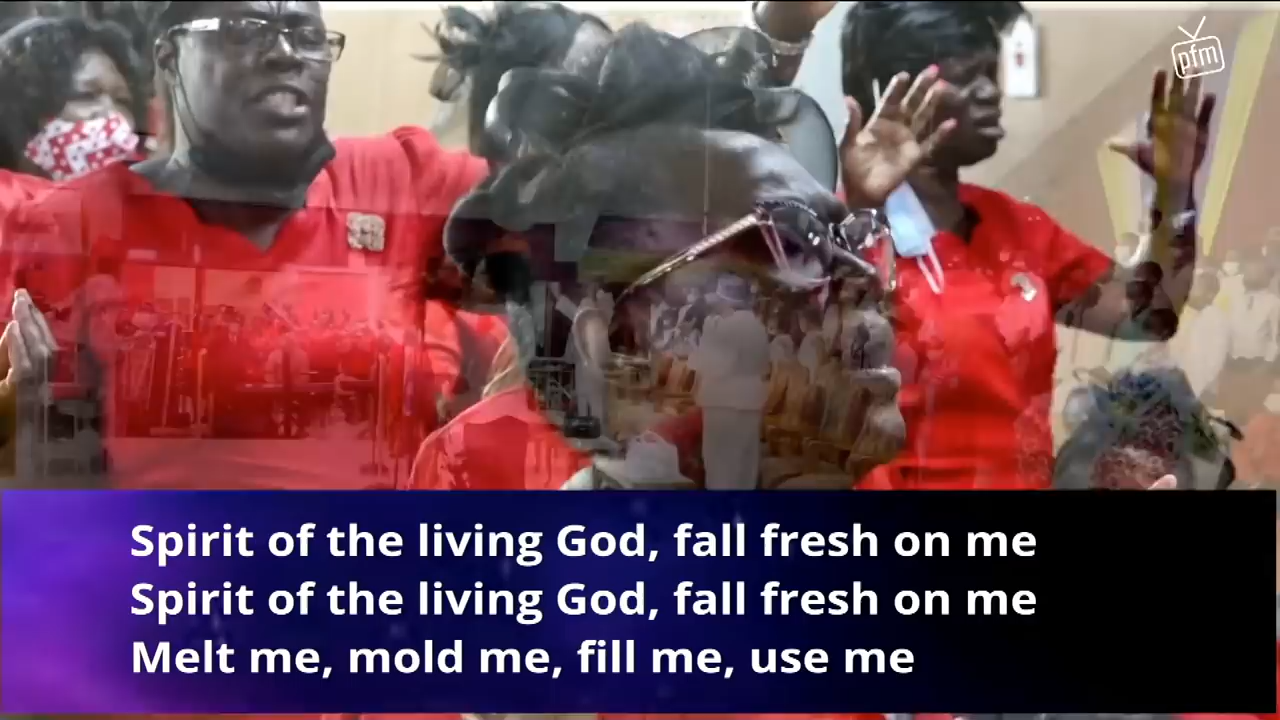 pfm
Spirit of the living God, fall fresh on me
Spirit of the living God, fall fresh on me
Melt me, mold me, fill me, use me